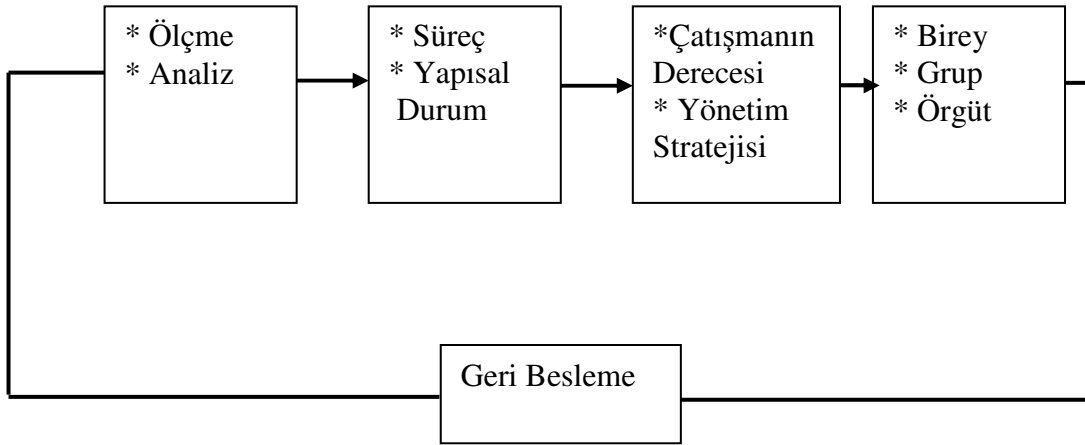 * Ölçme
* Analiz
* Süreç
* Yapısal
Durum
*Çatışmanın
Derecesi
* Yönetim
Stratejisi
* Birey
* Grup
* Örgüt
Geri Besleme